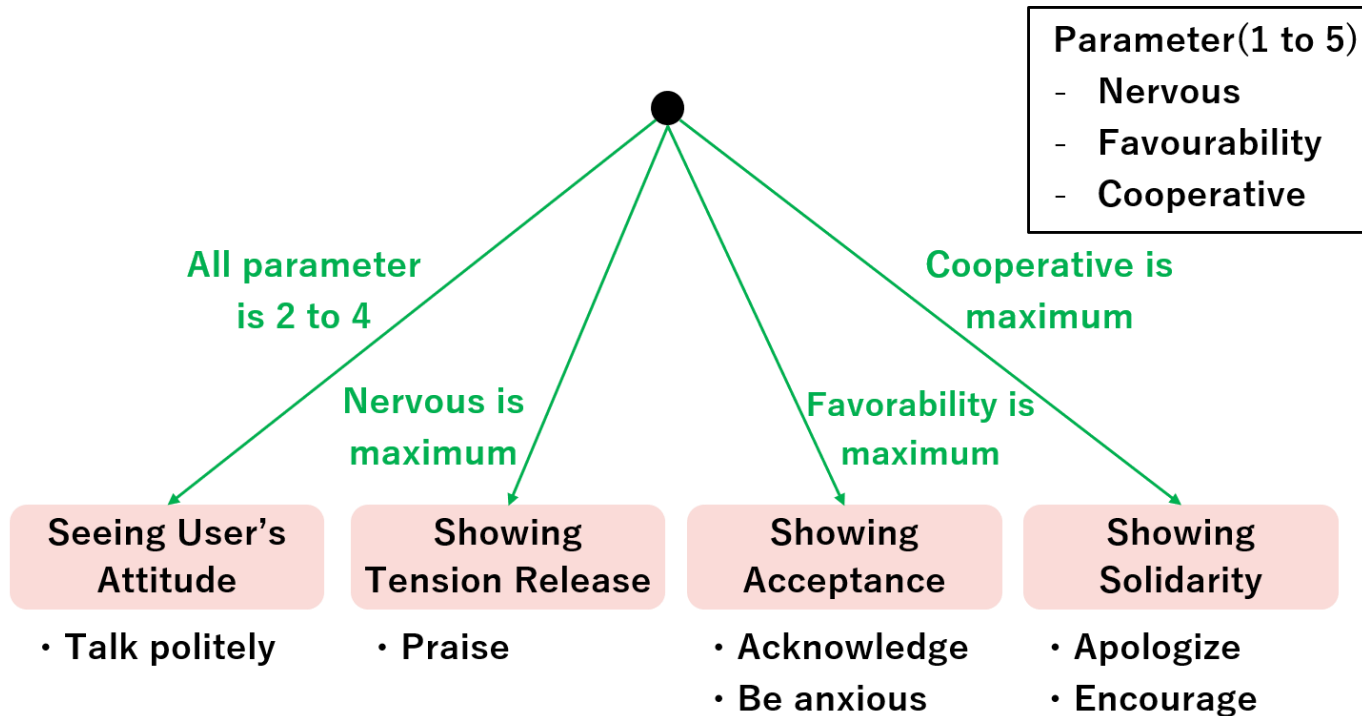 Parameter(1 to 5)
- Nervous
- Favourability
- Cooperative
All parameter
is 2 to 4
Nervous is
maximum
Favorability is
maximum
Cooperative is
maximum
Seeing User’s
Attitude
・Talk politely
Showing
Tension Release
・Praise
Showing
Acceptance
・Acknowledge
・Be anxious
Showing
Solidarity
・Apologize
・Encourage